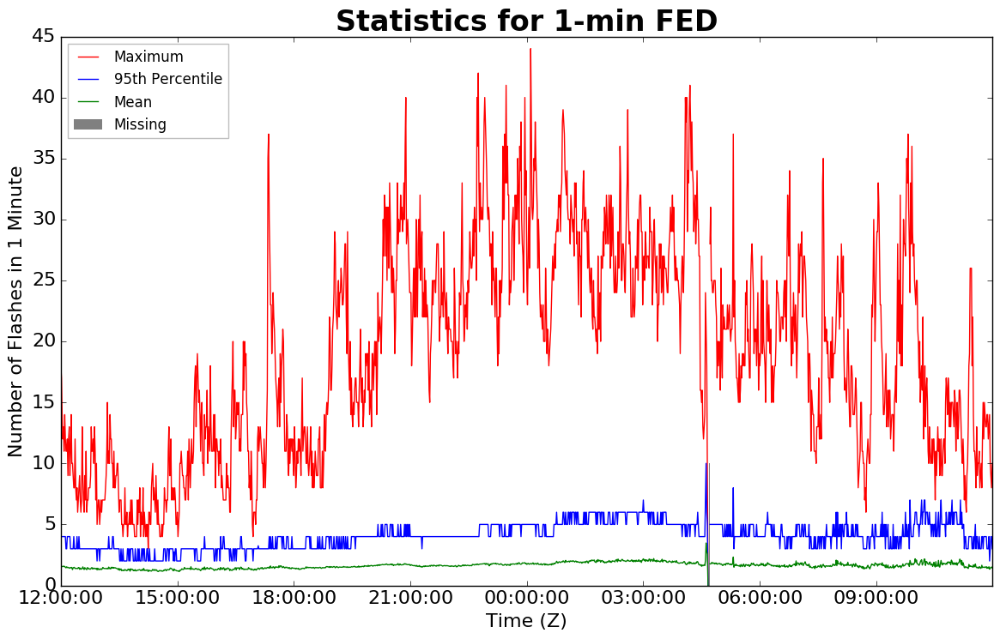 Statistics for 1-min FED
Maximum
95th Percentile
Mean
Missing
Number of Flashes in 1 Minute
45
40
35
30
25
20
15
10
5
0
12:00:00 15:00:00 18:00:00 21:00:00 00:00:00 03:00:00 06:00:00 09:00:00
Time (Z)